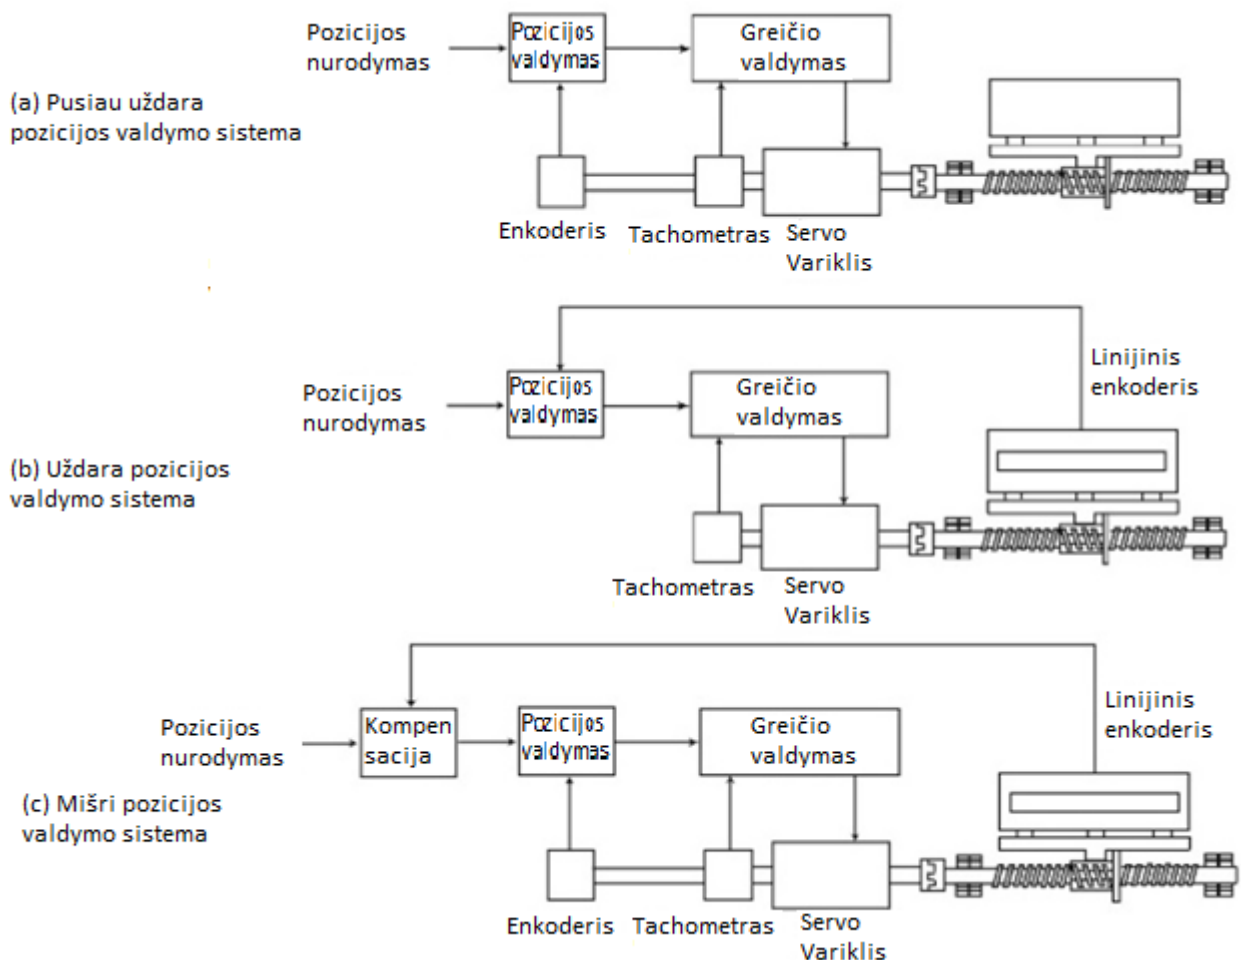 Pozicijos
nurodymas
Pozicijos
valdymas
Greičio
valdymas
(a) Pusiau uždara
pozicijos valdymo sistema
Enkoderis
Tachometras
Servo
Variklis
Linijinis
enkoderis
Pozicijos
nurodymas
Pozicijos
valdymas
Greičio
valdymas
(b) Uždara pozicijos
valdymo sistema
Tachometras
Servo
Variklis
Linijinis
enkoderis
Pozicijos
nurodymas
Kompen
sacija
Pozicijos
valdymas
Greičio
valdymas
(c) Mišri pozicijos
valdymo sistema
Enkoderis
Tachometras
Servo
Variklis